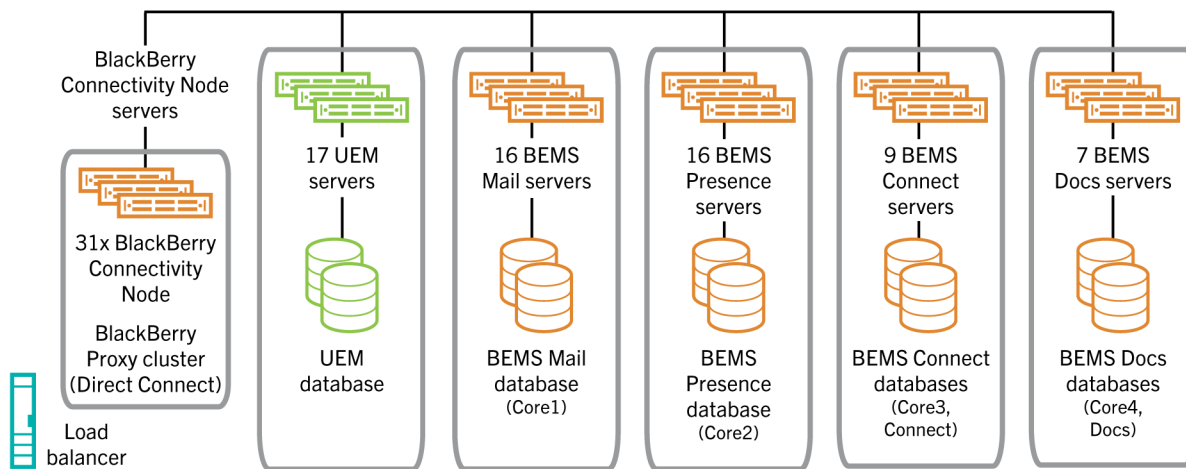 BlackBerry
Connectivity Node
servers
31x BlackBerry
Connectivity
Node
BlackBerry
Proxy cluster
(Direct Connect)
Load
balancer
17 UEM
servers
UEM
database
16 BEMS
Mail servers
BEMS Mail
database
(Core1)
16 BEMS
Presence
servers
BEMS
Presence
database
(Core2)
9 BEMS
Connect
servers
BEMS Connect
databases
(Core3,
Connect)
7 BEMS
Docs servers
BEMS Docs
databases
(Core4,
Docs)